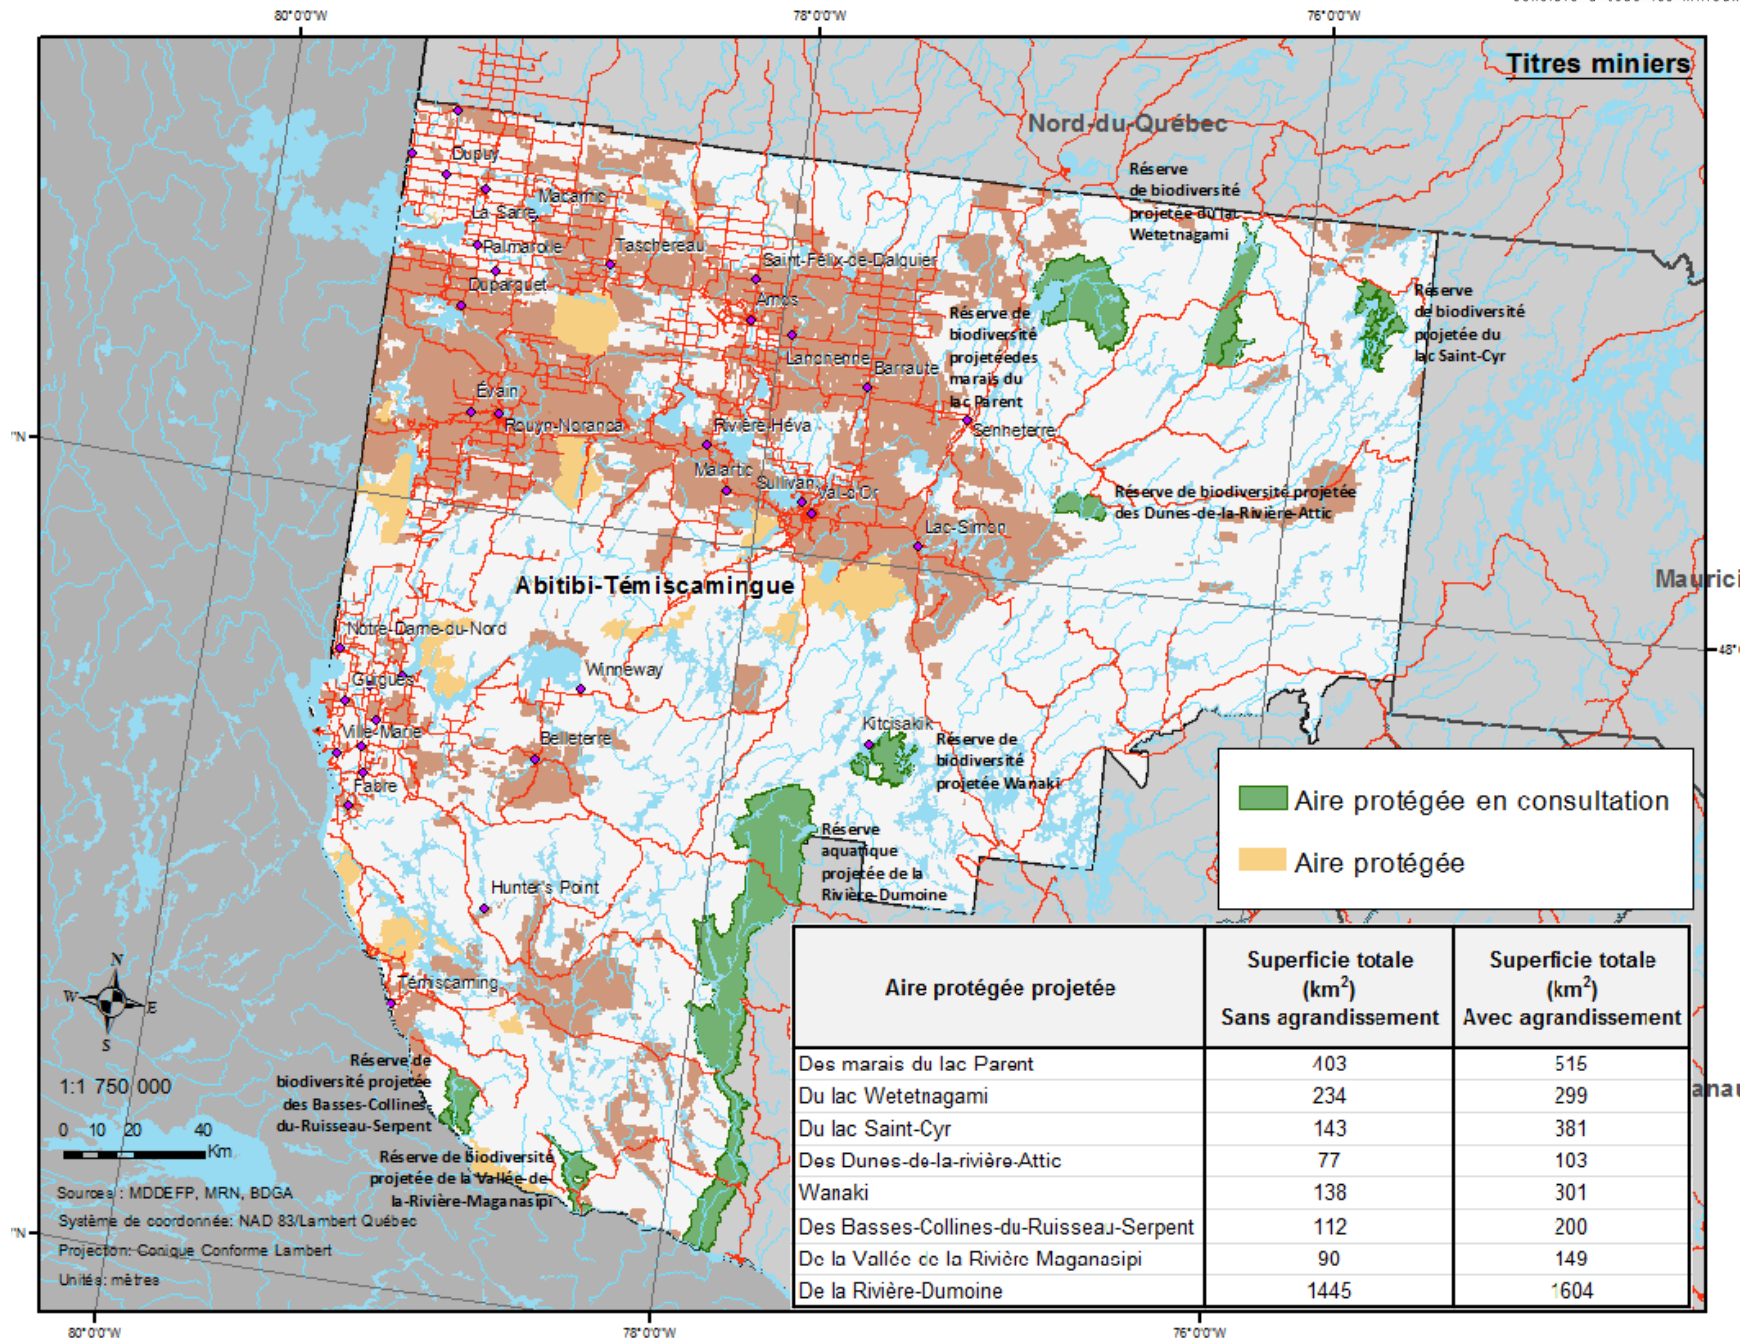 80°0'0"W
78°0'0"W
76°0'0"W
Titres miniers
Nord-du-Québec
Réserve
de biodiversité
projetée du lac
Wetetnagami
Dupuy
Macamic
La Sarre
Palmarolle
Taschereau
Saint-Félix-de-Dalquier
Duparquet
Amos
Réserve de
biodiversité
projetéedes
marais du
lac Parent
Réserve
de biodiversité
projetée du
lac Saint-Cyr
Landrienne
Barraute
Évain
Rouyn-Noranda
Rivière-Héva
Senneterre
°N
Malartic
Sullivan
Val-d'Or
Réserve de biodiversité projetée
des Dunes-de-la-Rivière-Attic
Lac-Simon
Abitibi-Témiscamingue
Maurici
Notre-Dame-du-Nord
48°
Winneway
Guigues
Ville-Marie
Belleterre
Kitcisakik
Réserve de
biodiversité
projetée Wanaki
Fabre
Aire protégée en consultation
Aire protégée
Réserve
aquatique
projetée de la
Rivière-Dumoine
Hunter's Point
Témiscaming
N
W
E
S
Réserve de
biodiversité projetée
des Basses-Collines-
du-Ruisseau-Serpent
1:1 750 000
0 10 20 40
Km
Réserve de biodiversité
projetée de la Vallée-de-
la-Rivière-Maganasipi
Sources : MDDEFP, MRN, BDGA
Système de coordonnée: NAD 83/Lambert Québec
Projection: Conique Conforme Lambert
Unités: mètres
°N
Aire protégée projetée
Superficie totale
(km²)
Sans agrandissement
Superficie totale
(km²)
Avec agrandissement
Des marais du lac Parent 403 515
Du lac Wetetnagami 234 299
Du lac Saint-Cyr 143 381
Des Dunes-de-la-rivière-Attic 77 103
Wanaki 138 301
Des Basses-Collines-du-Ruisseau-Serpent 112 200
De la Vallée de la Rivière Maganasipi 90 149
De la Rivière-Dumoine 1445 1604
anau
80°0'0"W
78°0'0"W
76°0'0"W